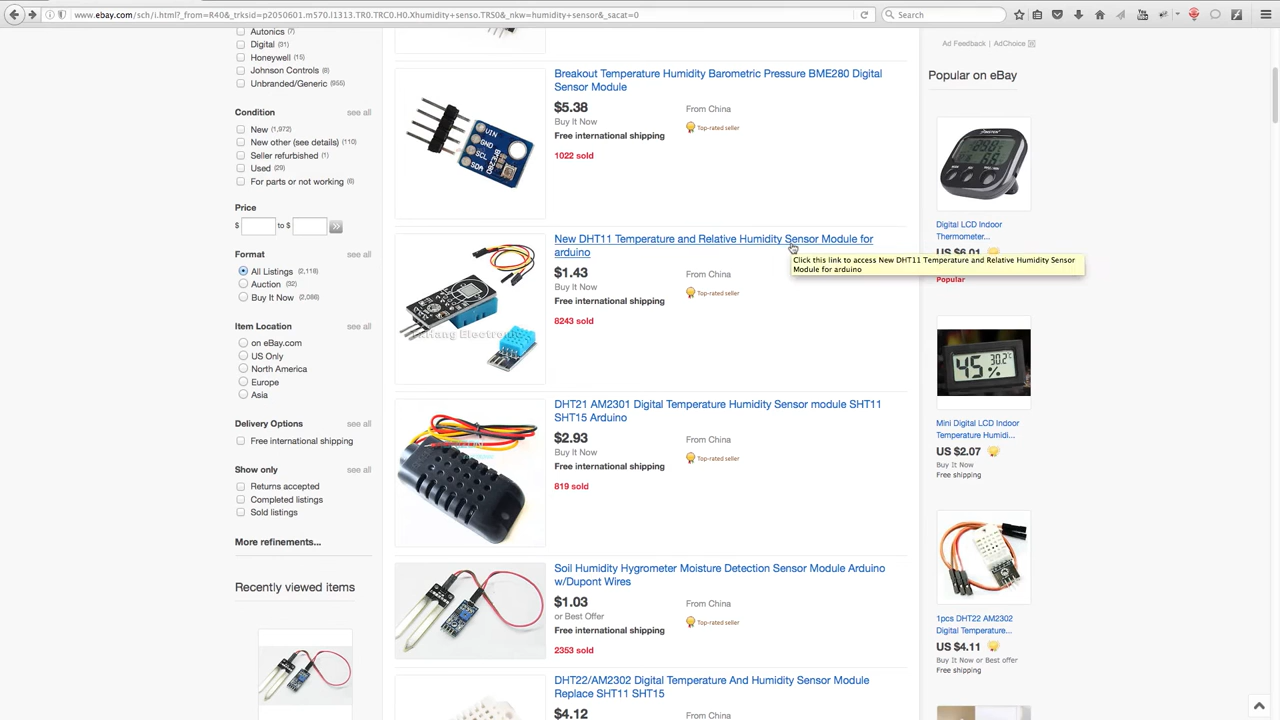 www.ebay.com/sch/i.html?_from=R40&_trksid=p2050601.m570.l1313.TR0.TRC0.H0.Xhumidity+senso.TRS0&_nkw=humidity+sensor&_sacat=0
Search
Autonics (7)
Digital (31)
Honeywell (15)
Johnson Controls (8)
Unbranded/Generic (955)
Condition see all
New (1,972)
New other (see details) (110)
Seller refurbished (1)
Used (29)
For parts or not working (6)
Price
$ to $
Format see all
All Listings (2,118)
Auction (32)
Buy It Now (2,086)
Item Location see all
on eBay.com
US Only
North America
Europe
Asia
Delivery Options see all
Free international shipping
Show only see all
Returns accepted
Completed listings
Sold listings
More refinements...
Recently viewed items
Breakout Temperature Humidity Barometric Pressure BME280 Digital
Sensor Module
$5.38 From China
Buy It Now Top-rated seller
Free international shipping
1022 sold
VIN
GND
SCL
SDA
New DHT11 Temperature and Relative Humidity Sensor Module for
arduino
$1.43 From China
Buy It Now Top-rated seller
Free international shipping
8243 sold
Click this link to access New DHT11 Temperature and Relative Humidity Sensor
Module for arduino
DHT21 AM2301 Digital Temperature Humidity Sensor module SHT11
SHT15 Arduino
$2.93 From China
Buy It Now Top-rated seller
Free international shipping
819 sold
Soil Humidity Hygrometer Moisture Detection Sensor Module Arduino
w/Dupont Wires
$1.03 From China
or Best Offer Top-rated seller
Free international shipping
2353 sold
DHT22/AM2302 Digital Temperature And Humidity Sensor Module
Replace SHT11 SHT15
$4.12 From China
Ad Feedback | AdChoice
Popular on eBay
Digital LCD Indoor
Thermometer...
US $6.01
Popular
45 %
30.2℃
Mini Digital LCD Indoor
Temperature Humidi...
US $2.07
Buy It Now
Free shipping
1pcs DHT22 AM2302
Digital Temperature...
US $4.11
Buy It Now or Best offer
Free shipping